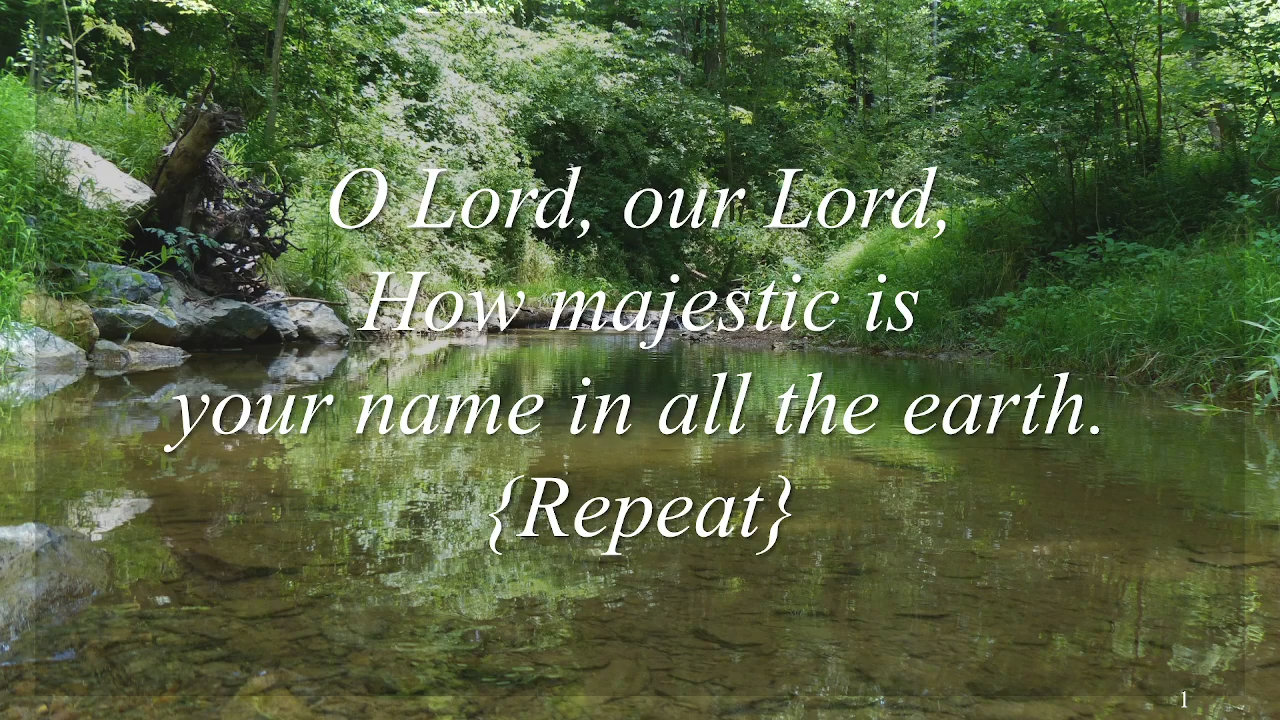 O Lord, our Lord,
How majestic is
your name in all the earth.
{Repeat}
1